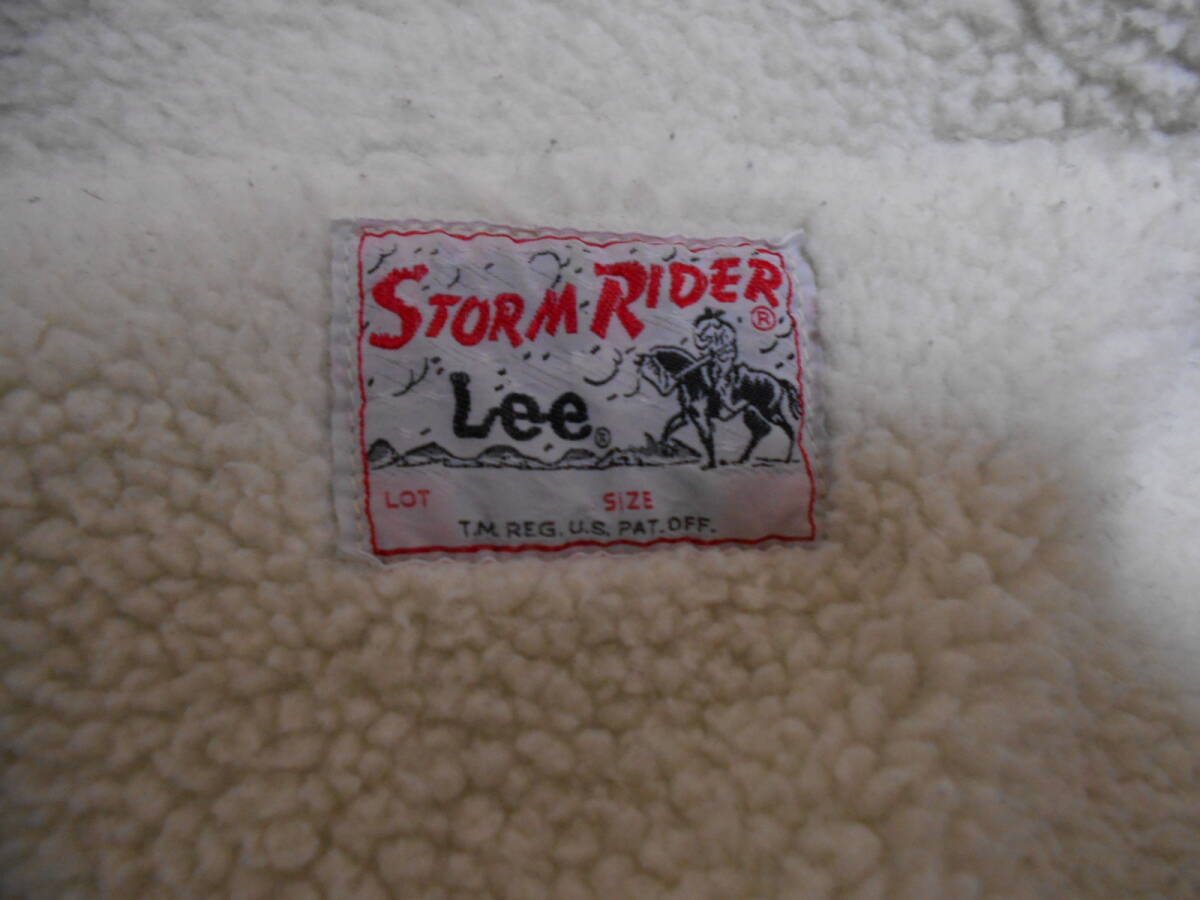 STORM RIDER ®
Lee ®
LOT SIZE
T.M. REG. U.S. PAT. OFF.